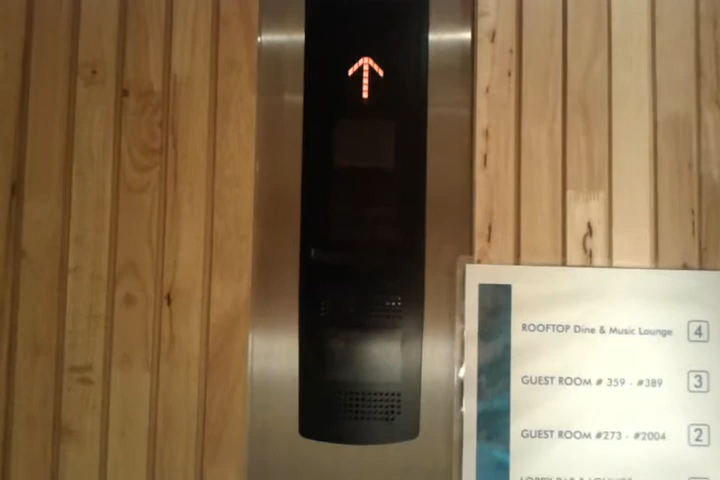 ROOFTOP Dine & Music Lounge 4
GUEST ROOM # 359 - #389 3
GUEST ROOM #273 - #2004 2